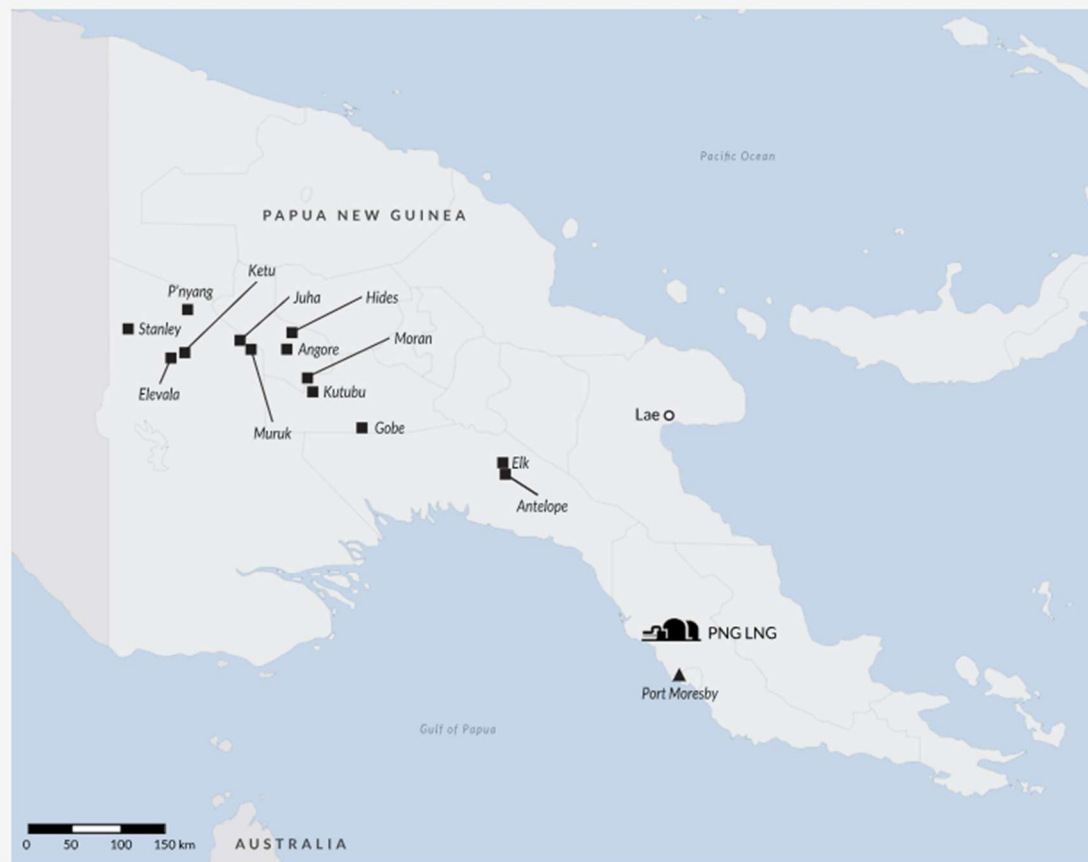 Pacific Ocean
PAPUA NEW GUINEA
Ketu
P'nyang
Juha
Hides
Stanley
Moran
Angore
Elevala
Kutubu
Muruk
Gobe
Lae
Elk
Antelope
PNG LNG
Port Moresby
Gulf of Papua
0 50 100 150 km
AUSTRALIA